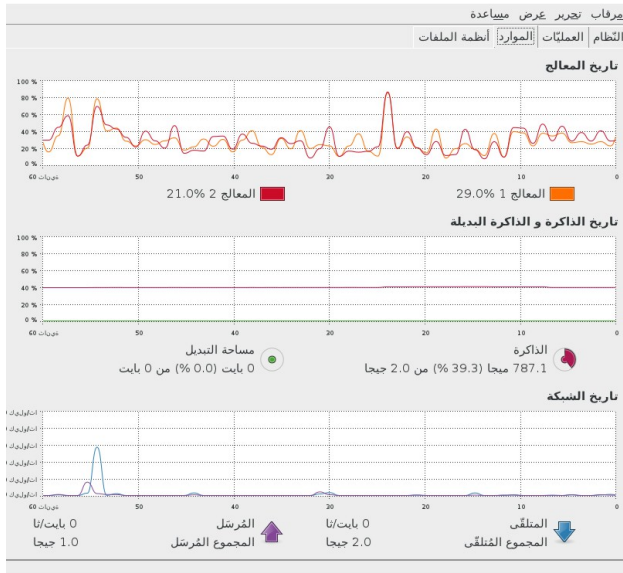 مرقاب تحرير عرض مساعدة
النّظام العمليّات الموارد أنظمة الملفات
تاريخ المعالج
100 %
80 %
60 %
40 %
20 %
0 %
60 50 40 30 20 10 0
المعالج 1 29.0% المعالج 2 21.0%
تاريخ الذاكرة و الذاكرة البديلة
100 %
80 %
60 %
40 %
20 %
0 %
60 50 40 30 20 10 0
الذاكرة مساحة التبديل
787.1 ميجا (39.3 %) من 2.0 جيجا 0 بايت (0.0 %) من 0 بايت
تاريخ الشبكة
60 50 40 30 20 10 0
المتلقّى 0 بايت/ثا المُرسَل 0 بايت/ثا
المجموع المُتلقّى 2.0 جيجا المجموع المُرسَل 1.0 جيجا